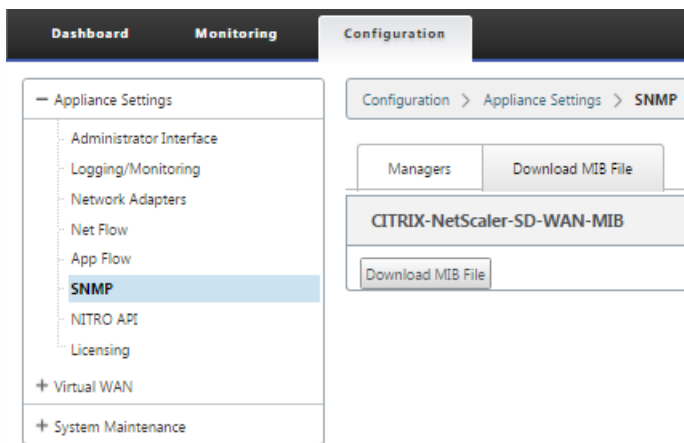 Dashboard Monitoring Configuration
Appliance Settings
Administrator Interface
Logging/Monitoring
Network Adapters
Net Flow
App Flow
SNMP
NITRO API
Licensing
Virtual WAN
System Maintenance
Configuration > Appliance Settings > SNMP
Managers Download MIB File
CITRIX-NetScaler-SD-WAN-MIB
Download MIB File